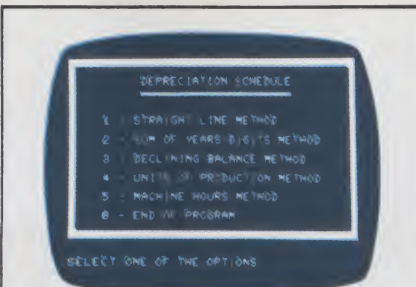 DEPRECIATION SCHEDULE
1 - STRAIGHT LINE METHOD
2 - SUM OF YEARS DIGITS METHOD
3 - DECLINING BALANCE METHOD
4 - UNITS OF PRODUCTION METHOD
5 - MACHINE HOURS METHOD
0 - END OF PROGRAM
SELECT ONE OF THE OPTIONS